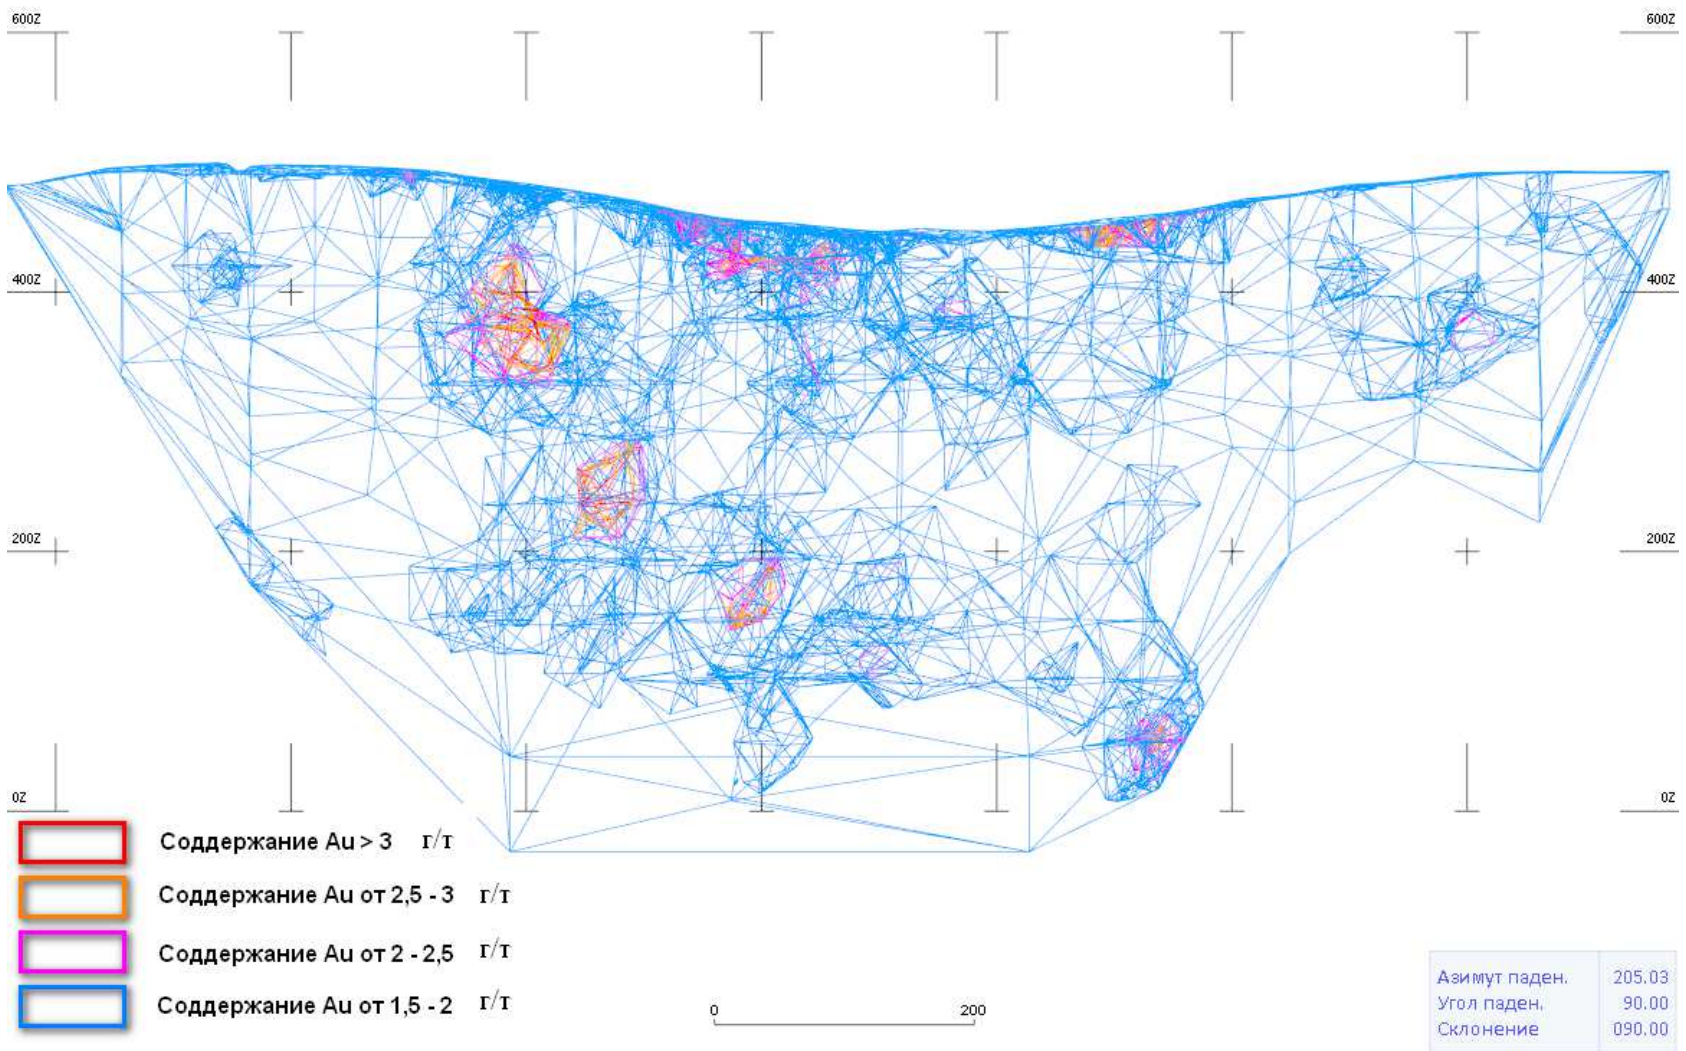 600Z 600Z
400Z 400Z
200Z 200Z
0Z 0Z
Соддержание Au > 3 г/т
Соддержание Au от 2,5 - 3 г/т
Соддержание Au от 2 - 2,5 г/т
Соддержание Au от 1,5 - 2 г/т
0 200
Азимут паден. 205.03
Угол паден. 90.00
Склонение 090.00